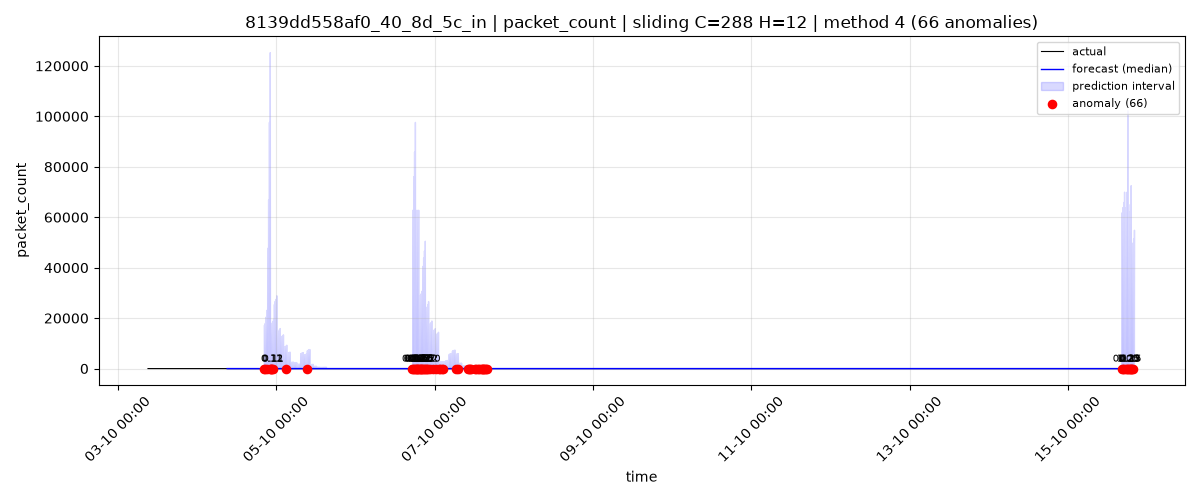 8139dd558af0_40_8d_5c_in | packet_count | sliding C=288 H=12 | method 4 (66 anomalies)
actual
forecast (median)
prediction interval
anomaly (66)
packet_count
120000
100000
80000
60000
40000
20000
0
0.12
03-10 00:00
05-10 00:00
07-10 00:00
09-10 00:00
11-10 00:00
13-10 00:00
15-10 00:00
time